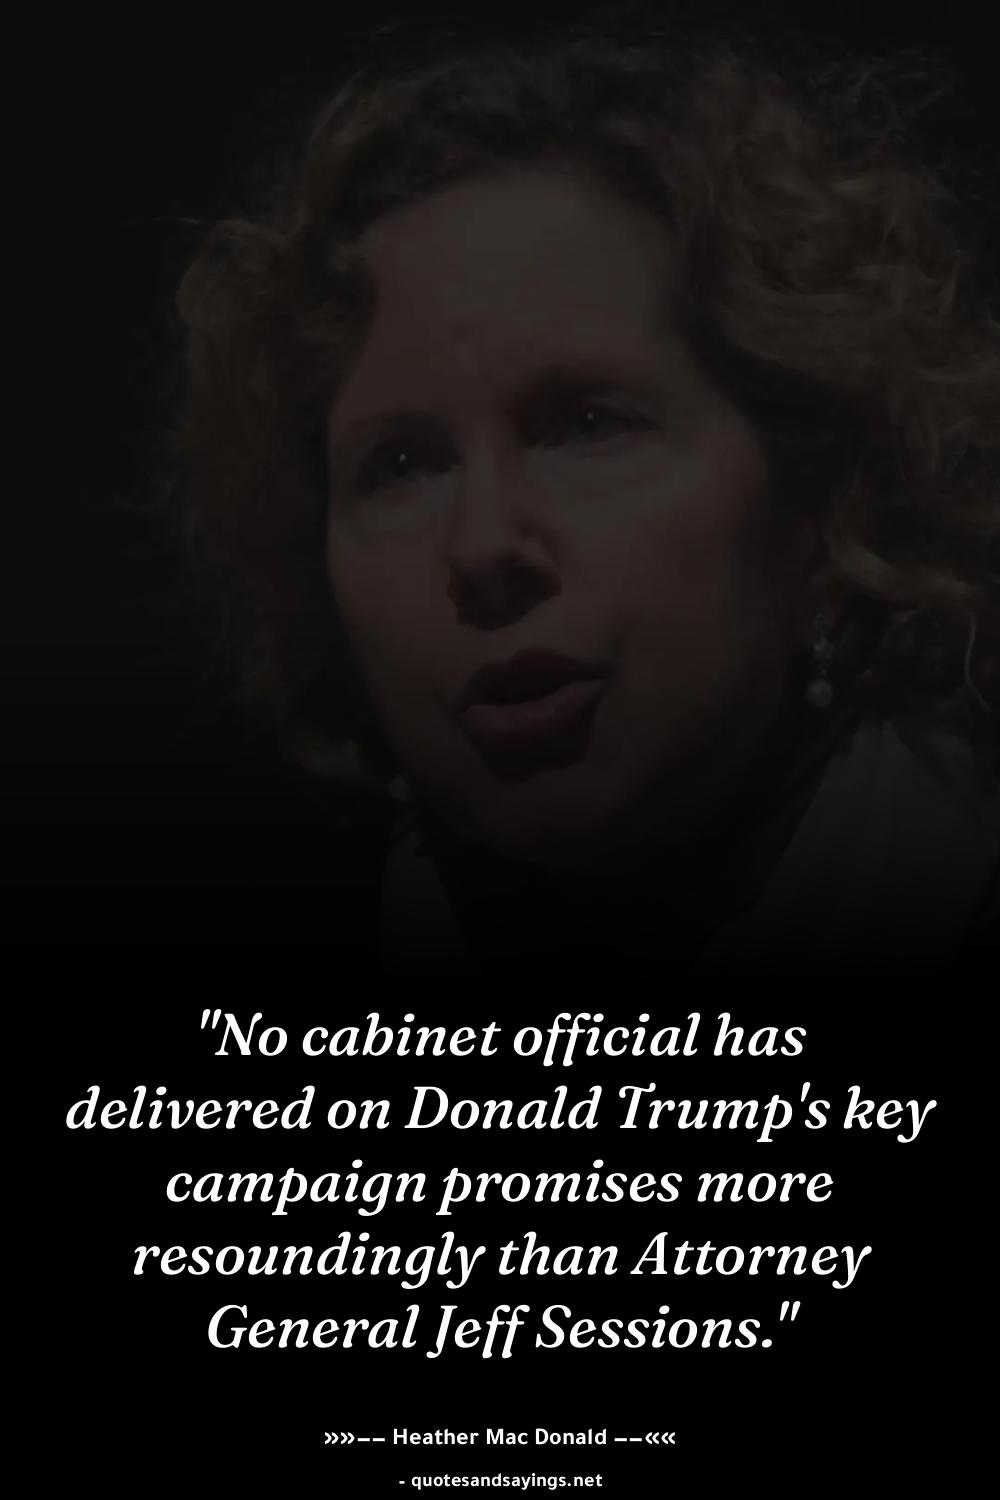 "No cabinet official has
delivered on Donald Trump's key
campaign promises more
resoundingly than Attorney
General Jeff Sessions."
»»–– Heather Mac Donald ––««
- quotesandsayings.net